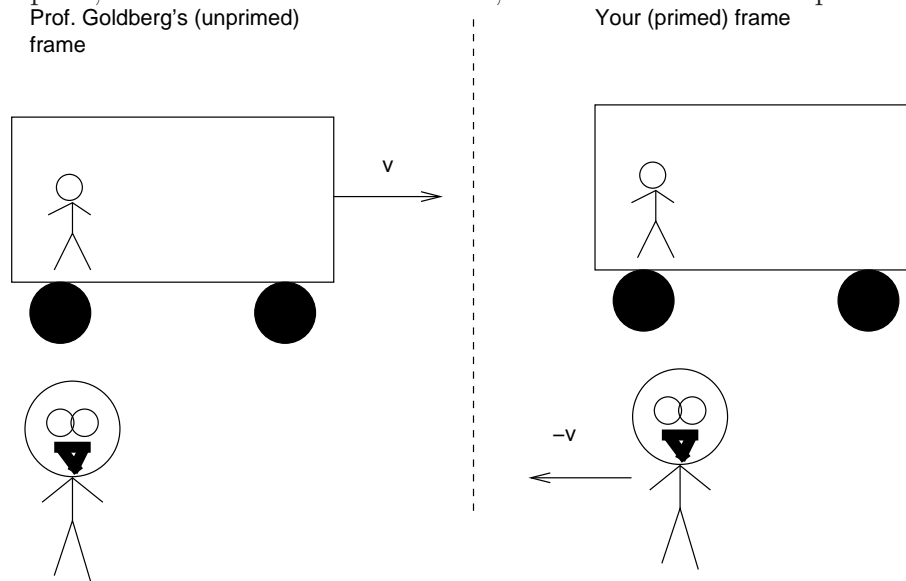 Prof. Goldberg's (unprimed)
frame
Your (primed) frame
v
–v